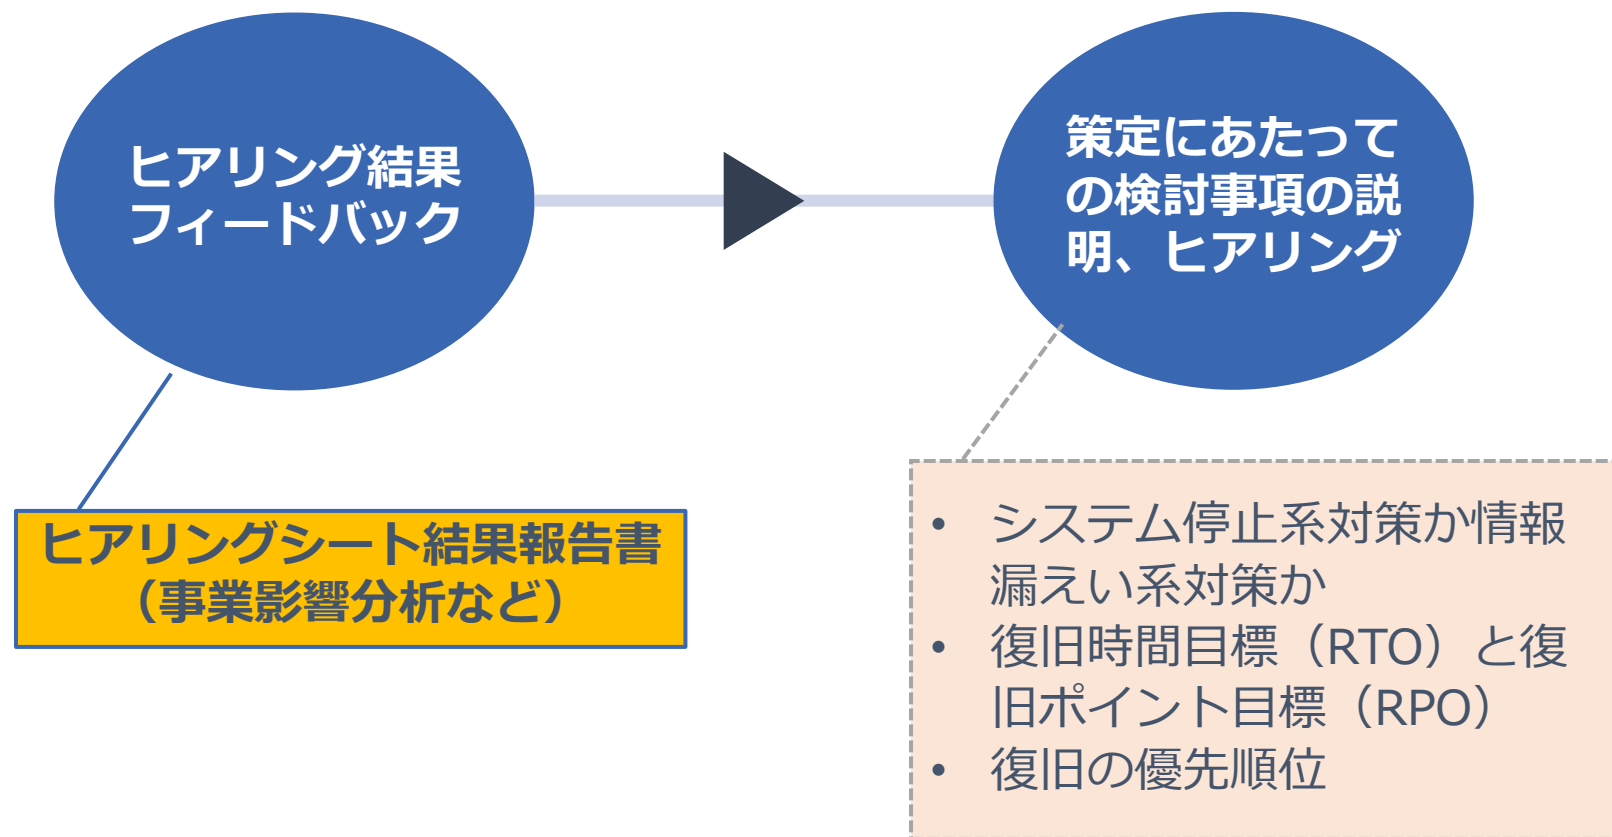 ヒアリング結果
フィードバック
策定にあたって
の検討事項の説
明、ヒアリング
ヒアリングシート結果報告書
（事業影響分析など）
• システム停止系対策か情報
漏えい系対策か
• 復旧時間目標（RTO）と復
旧ポイント目標（RPO）
• 復旧の優先順位